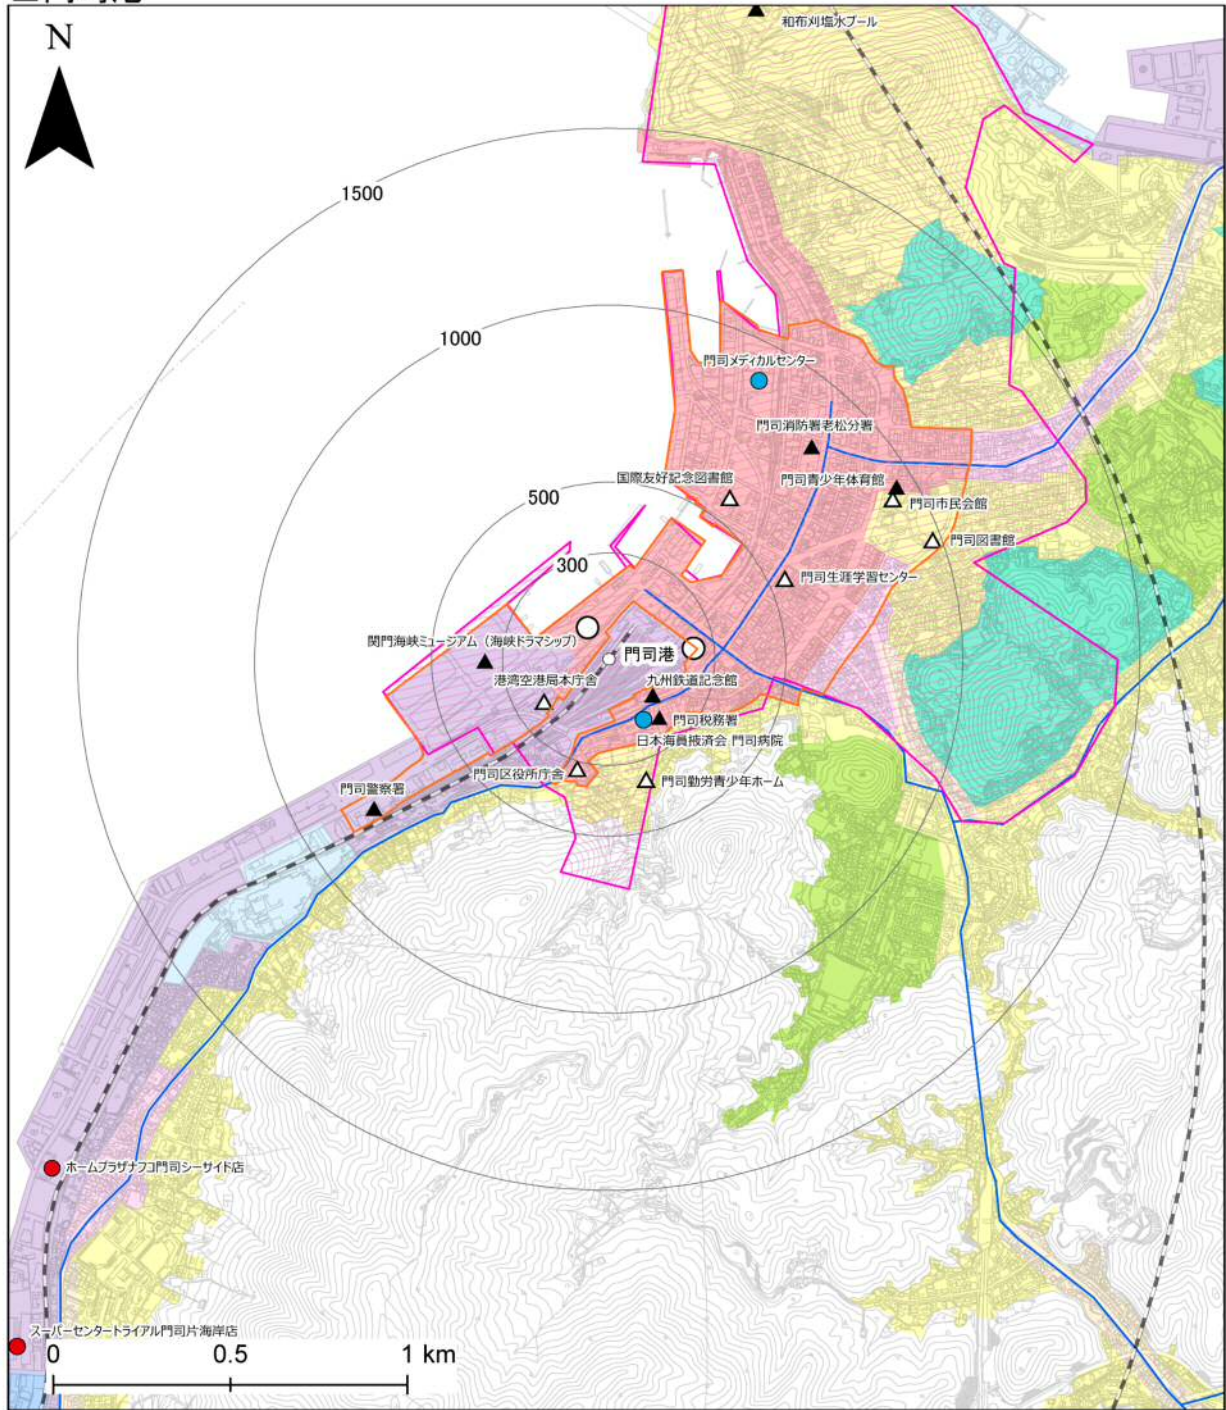 N
和布刈塩水プール
1500
1000
門司メディカルセンター
門司消防署老松分署
国際友好記念図書館
門司青少年体育館
500
門司市民会館
門司図書館
300
門司生涯学習センター
関門海峡ミュージアム（海峡ドラマシップ）
門司港
港湾空港局本庁舎
九州鉄道記念館
門司税務署
日本海員掖済会 門司病院
門司区役所庁舎
門司勤労青少年ホーム
門司警察署
ホームプラザナフコ門司シーサイド店
スーパーセンタートライアル門司片海岸店
0 0.5 1 km